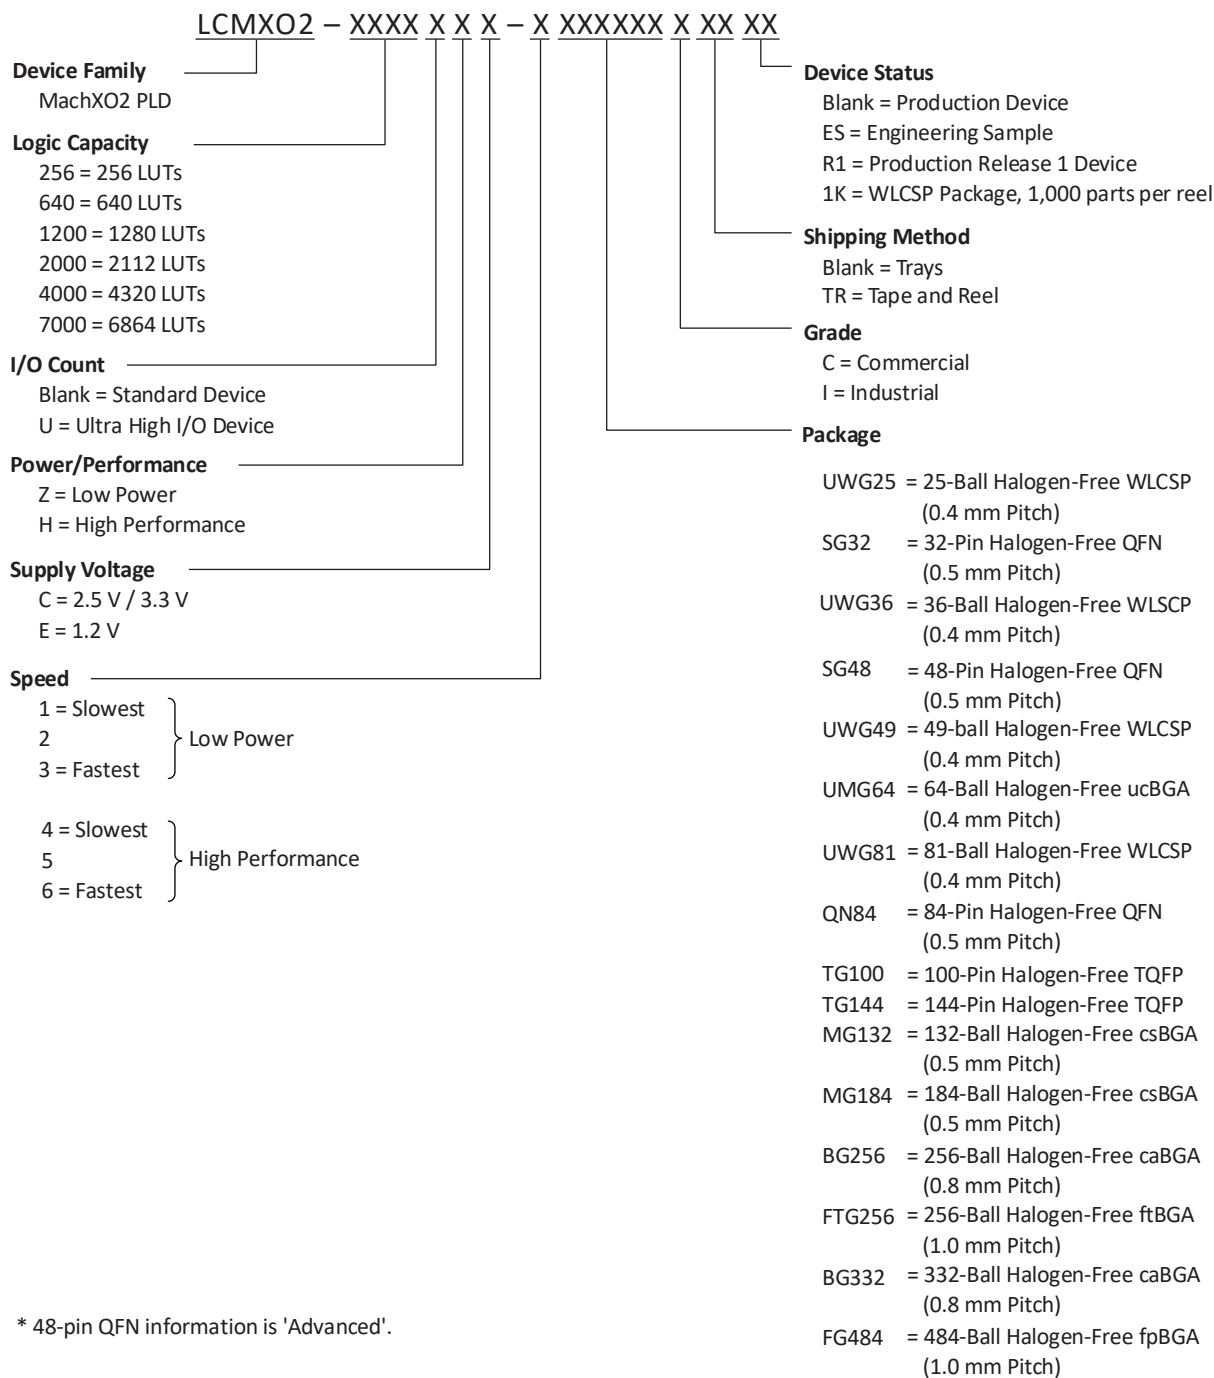 LCMXO2 – XXXX X X X – X XXXXXX X XX XX
Device Family
MachXO2 PLD
Logic Capacity
256 = 256 LUTs
640 = 640 LUTs
1200 = 1280 LUTs
2000 = 2112 LUTs
4000 = 4320 LUTs
7000 = 6864 LUTs
I/O Count
Blank = Standard Device
U = Ultra High I/O Device
Power/Performance
Z = Low Power
H = High Performance
Supply Voltage
C = 2.5 V / 3.3 V
E = 1.2 V
Speed
1 = Slowest
2
3 = Fastest
Low Power
4 = Slowest
5
6 = Fastest
High Performance
Device Status
Blank = Production Device
ES = Engineering Sample
R1 = Production Release 1 Device
1K = WLCSP Package, 1,000 parts per reel
Shipping Method
Blank = Trays
TR = Tape and Reel
Grade
C = Commercial
I = Industrial
Package
UWG25 = 25-Ball Halogen-Free WLCSP
(0.4 mm Pitch)
SG32 = 32-Pin Halogen-Free QFN
(0.5 mm Pitch)
UWG36 = 36-Ball Halogen-Free WLSCP
(0.4 mm Pitch)
SG48 = 48-Pin Halogen-Free QFN
(0.5 mm Pitch)
UWG49 = 49-ball Halogen-Free WLCSP
(0.4 mm Pitch)
UMG64 = 64-Ball Halogen-Free ucBGA
(0.4 mm Pitch)
UWG81 = 81-Ball Halogen-Free WLCSP
(0.4 mm Pitch)
QN84 = 84-Pin Halogen-Free QFN
(0.5 mm Pitch)
TG100 = 100-Pin Halogen-Free TQFP
TG144 = 144-Pin Halogen-Free TQFP
MG132 = 132-Ball Halogen-Free csBGA
(0.5 mm Pitch)
MG184 = 184-Ball Halogen-Free csBGA
(0.5 mm Pitch)
BG256 = 256-Ball Halogen-Free caBGA
(0.8 mm Pitch)
FTG256 = 256-Ball Halogen-Free ftBGA
(1.0 mm Pitch)
BG332 = 332-Ball Halogen-Free caBGA
(0.8 mm Pitch)
FG484 = 484-Ball Halogen-Free fpBGA
(1.0 mm Pitch)
* 48-pin QFN information is 'Advanced'.